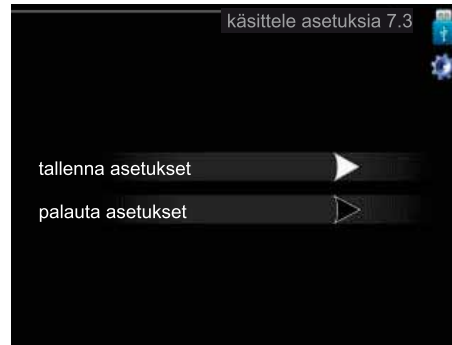 käsittele asetuksia 7.3
tallenna asetukset
palauta asetukset